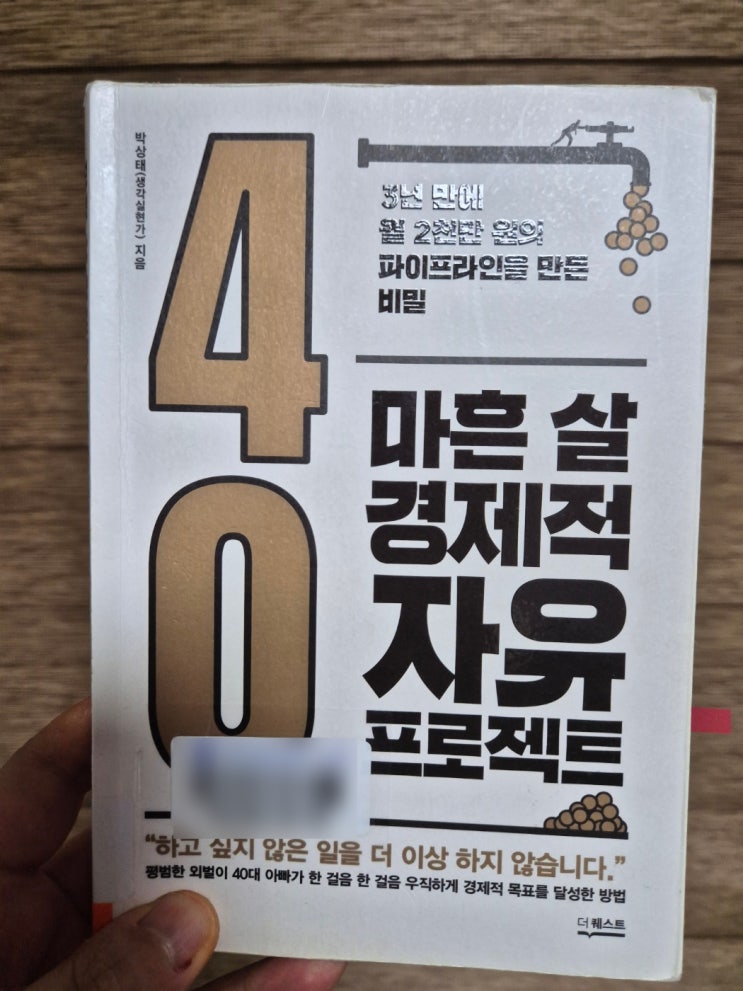 박상태(생각실현가) 지음
40
3년 만에
월 2천만 원의
파이프라인을 만든
비밀
마흔 살
경제적
자유
프로젝트
“하고 싶지 않은 일을 더 이상 하지 않습니다.”
평범한 외벌이 40대 아빠가 한 걸음 한 걸음 우직하게 경제적 목표를 달성한 방법
더퀘스트